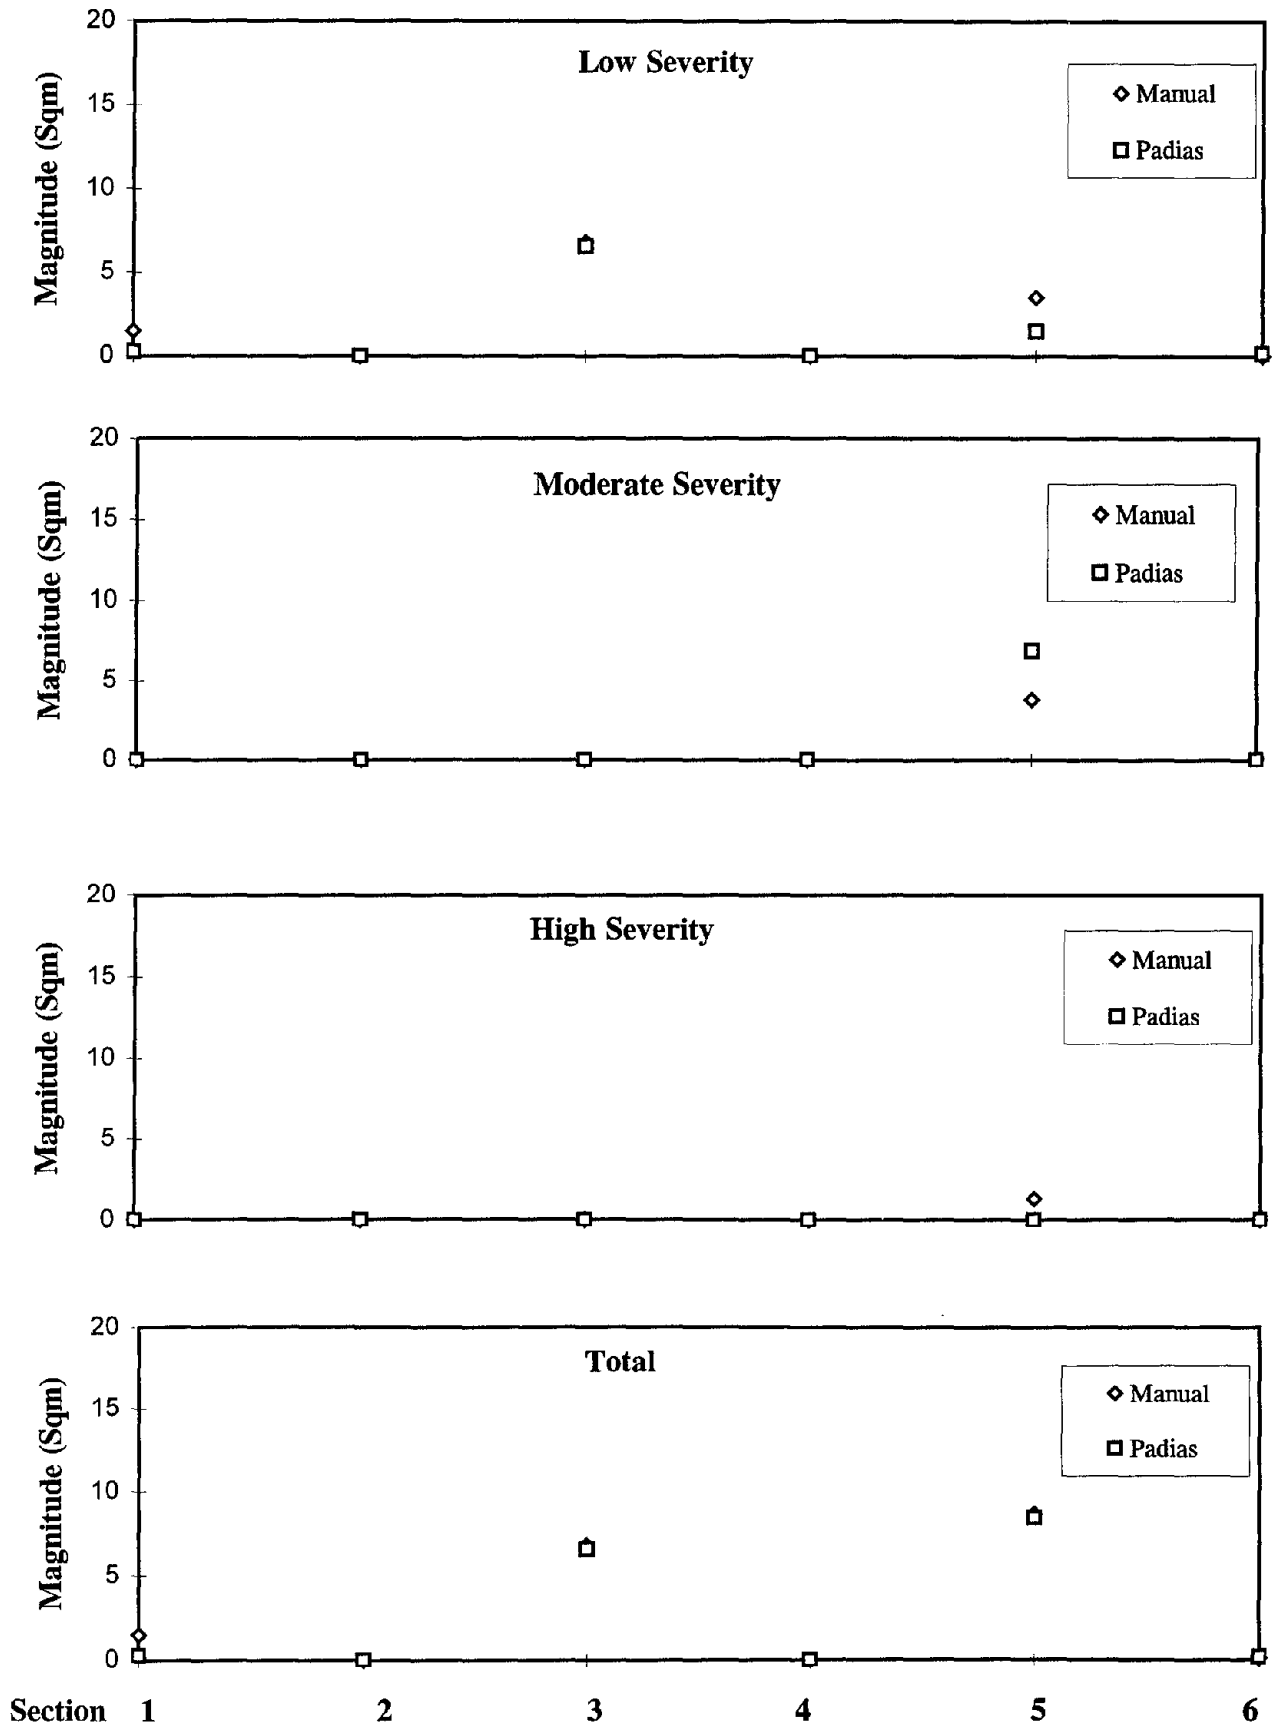 Low Severity
Magnitude (Sqm)
20
15
10
5
0
Manual
Padias
Moderate Severity
Magnitude (Sqm)
20
15
10
5
0
Manual
Padias
High Severity
Magnitude (Sqm)
20
15
10
5
0
Manual
Padias
Total
Magnitude (Sqm)
20
15
10
5
0
Manual
Padias
Section 1 2 3 4 5 6